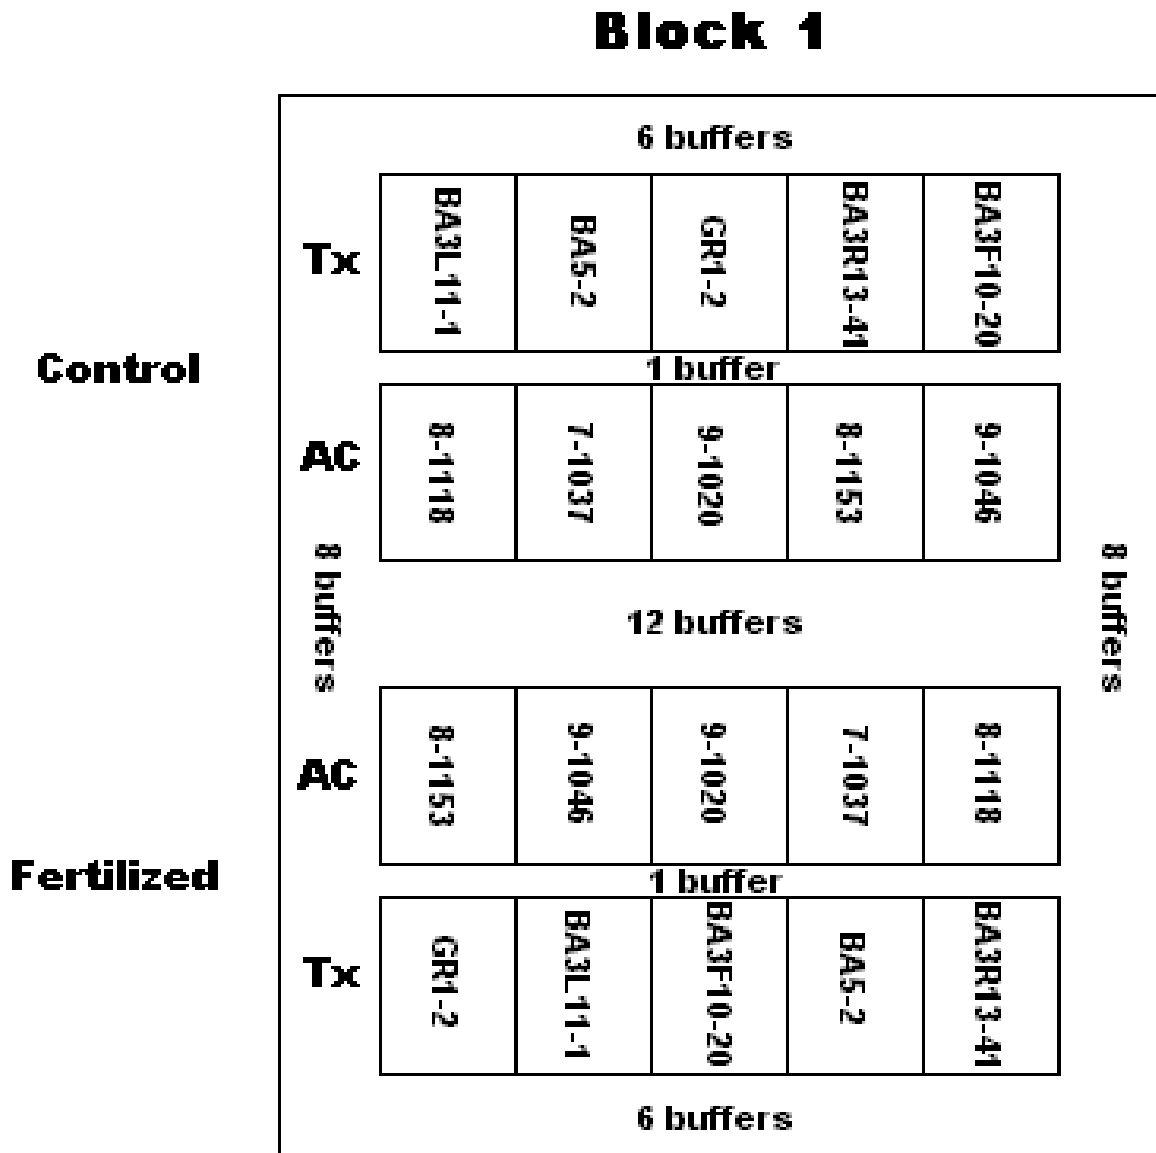 Block 1
6 buffers
Tx
BA3L11-1
BA5-2
GR1-2
BA3R13-41
BA3F10-20
Control
1 buffer
AC
8-1118
7-1037
9-1020
8-1153
9-1046
8 buffers
12 buffers
8 buffers
AC
8-1153
9-1046
9-1020
7-1037
8-1118
Fertilized
1 buffer
Tx
GR1-2
BA3L11-1
BA3F10-20
BA5-2
BA3R13-41
6 buffers